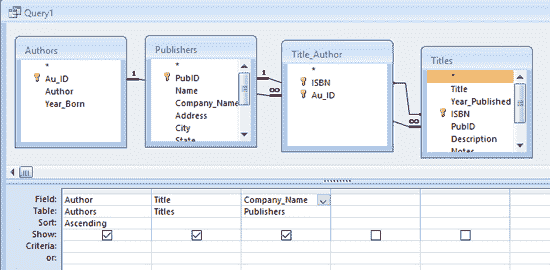 Query1
Authors
*
Au_ID
Author
Year_Born
Publishers
*
PubID
Name
Company_Name
Address
City
State
Title_Author
*
ISBN
Au_ID
Titles
*
Title
Year_Published
ISBN
PubID
Description
Notes
1
1
∞
∞
Field: Author Title Company_Name
Table: Authors Titles Publishers
Sort: Ascending
Show:
Criteria:
or: